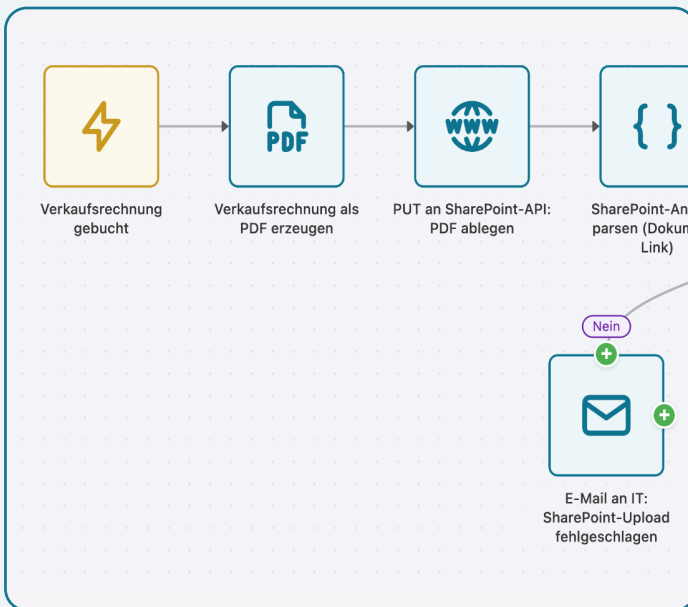 PDF
WWW
Verkaufsrechnung
gebucht
Verkaufsrechnung als
PDF erzeugen
PUT an SharePoint-API:
PDF ablegen
SharePoint-An
parsen (Dokum
Link)
Nein
E-Mail an IT:
SharePoint-Upload
fehlgeschlagen